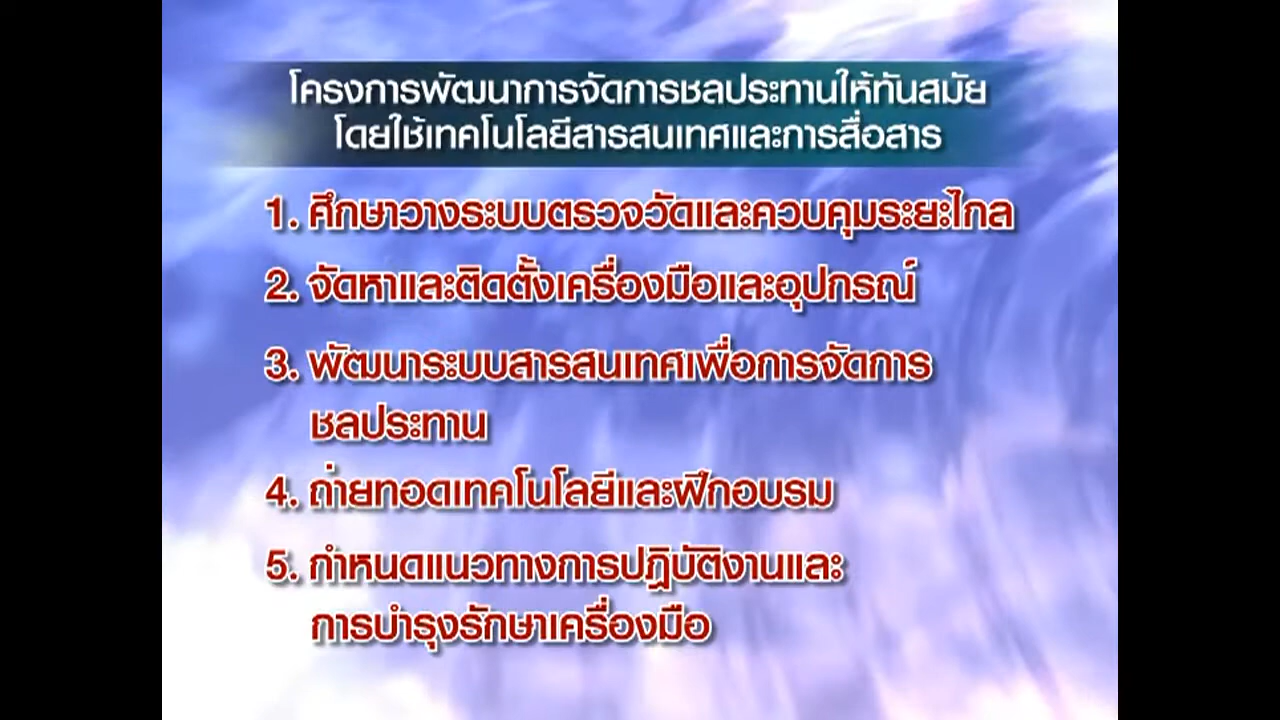 โครงการพัฒนาการจัดการชลประทานให้ทันสมัย
โดยใช้เทคโนโลยีสารสนเทศและการสื่อสาร
1. ศึกษาวางระบบตรวจวัดและควบคุมระยะไกล
2. จัดหาและติดตั้งเครื่องมือและอุปกรณ์
3. พัฒนาระบบสารสนเทศเพื่อการจัดการ
ชลประทาน
4. ถ่ายทอดเทคโนโลยีและฝึกอบรม
5. กำหนดแนวทางการปฏิบัติงานและ
การบำรุงรักษาเครื่องมือ